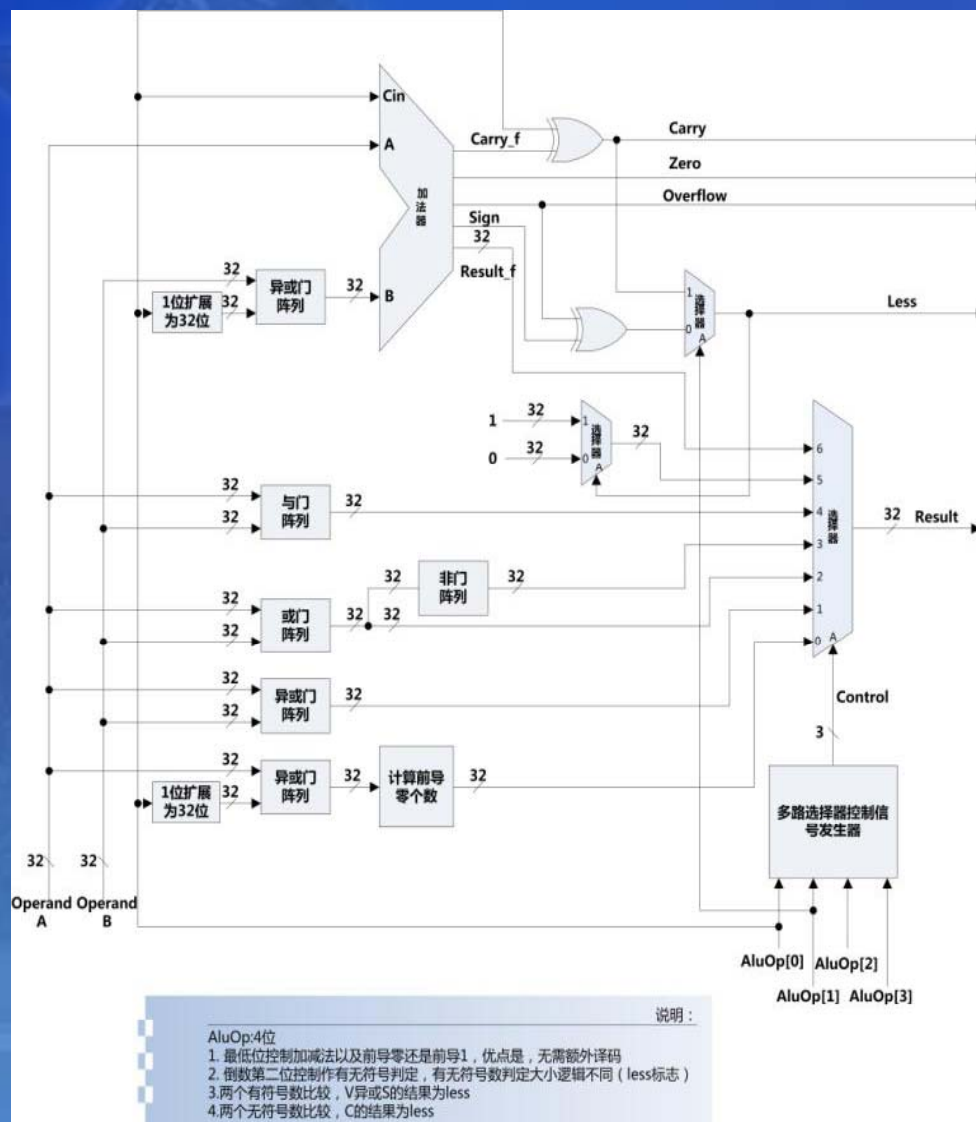 Cin
A
Carry_f
Carry
Zero
加法器
Overflow
Sign
32
Result_f
32
32
32
B
异或门
阵列
1位扩展
为32位
1
选择器
0
A
Less
1
32
1
选择器
32
0
32
0
A
6
5
4
3
2
1
0
A
选择器
32
Result
32
32
与门
阵列
32
32
32
或门
阵列
32
32
32
非门
阵列
32
32
32
异或门
阵列
32
Control
3
32
32
1位扩展
为32位
异或门
阵列
32
计算前导
零个数
32
多路选择器控制信
号发生器
32
32
Operand
A
Operand
B
AluOp[0]
AluOp[2]
AluOp[1]
AluOp[3]
说明：
AluOp:4位
1. 最低位控制加减法以及前导零还是前导1，优点是，无需额外译码
2. 倒数第二位控制作有无符号判定，有无符号数判定大小逻辑不同（less标志）
3.两个有符号数比较，V异或S的结果为less
4.两个无符号数比较，C的结果为less